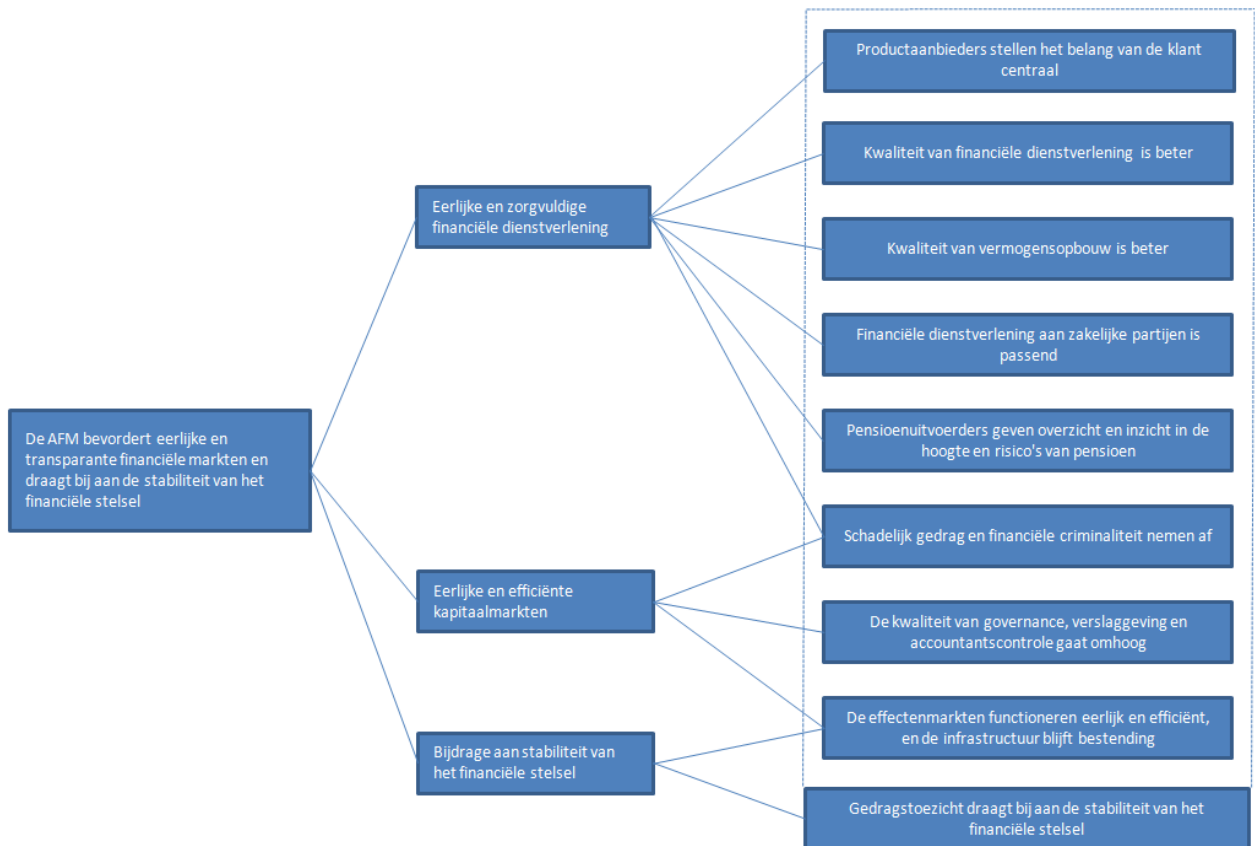 De AFM bevordert eerlijke en
transparante financiële markten en
draagt bij aan de stabiliteit van het
financiële stelsel
Eerlijke en zorgvuldige
financiële dienstverlening
Eerlijke en efficiënte
kapitaalmarkten
Bijdrage aan stabiliteit van
het financiële stelsel
Productaanbieders stellen het belang van de klant
centraal
Kwaliteit van financiële dienstverlening is beter
Kwaliteit van vermogensopbouw is beter
Financiële dienstverlening aan zakelijke partijen is
passend
Pensioenuitvoerders geven overzicht en inzicht in de
hoogte en risico's van pensioen
Schadelijk gedrag en financiële criminaliteit nemen af
De kwaliteit van governance, verslaggeving en
accountantscontrole gaat omhoog
De effectenmarkten functioneren eerlijk en efficiënt,
en de infrastructuur blijft bestending
Gedragstoezicht draagt bij aan de stabiliteit van het
financiële stelsel